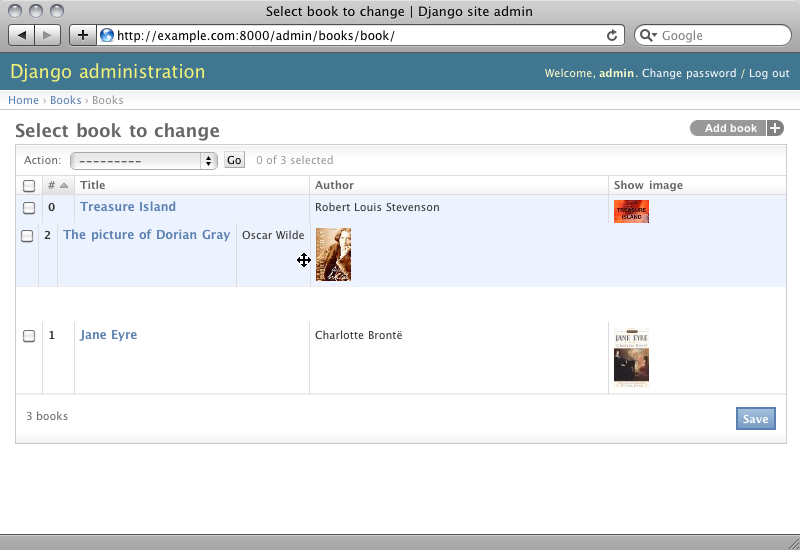 Select book to change | Django site admin
http://example.com:8000/admin/books/book/
Google
Django administration
Welcome, admin. Change password / Log out
Home › Books › Books
Select book to change
Add book
Action: --------- Go 0 of 3 selected
# Title Author Show image
0 Treasure Island Robert Louis Stevenson
TREASURE
ISLAND
2 The picture of Dorian Gray Oscar Wilde
1 Jane Eyre Charlotte Brontë
JANE EYRE
Charlotte Brontë
3 books
Save